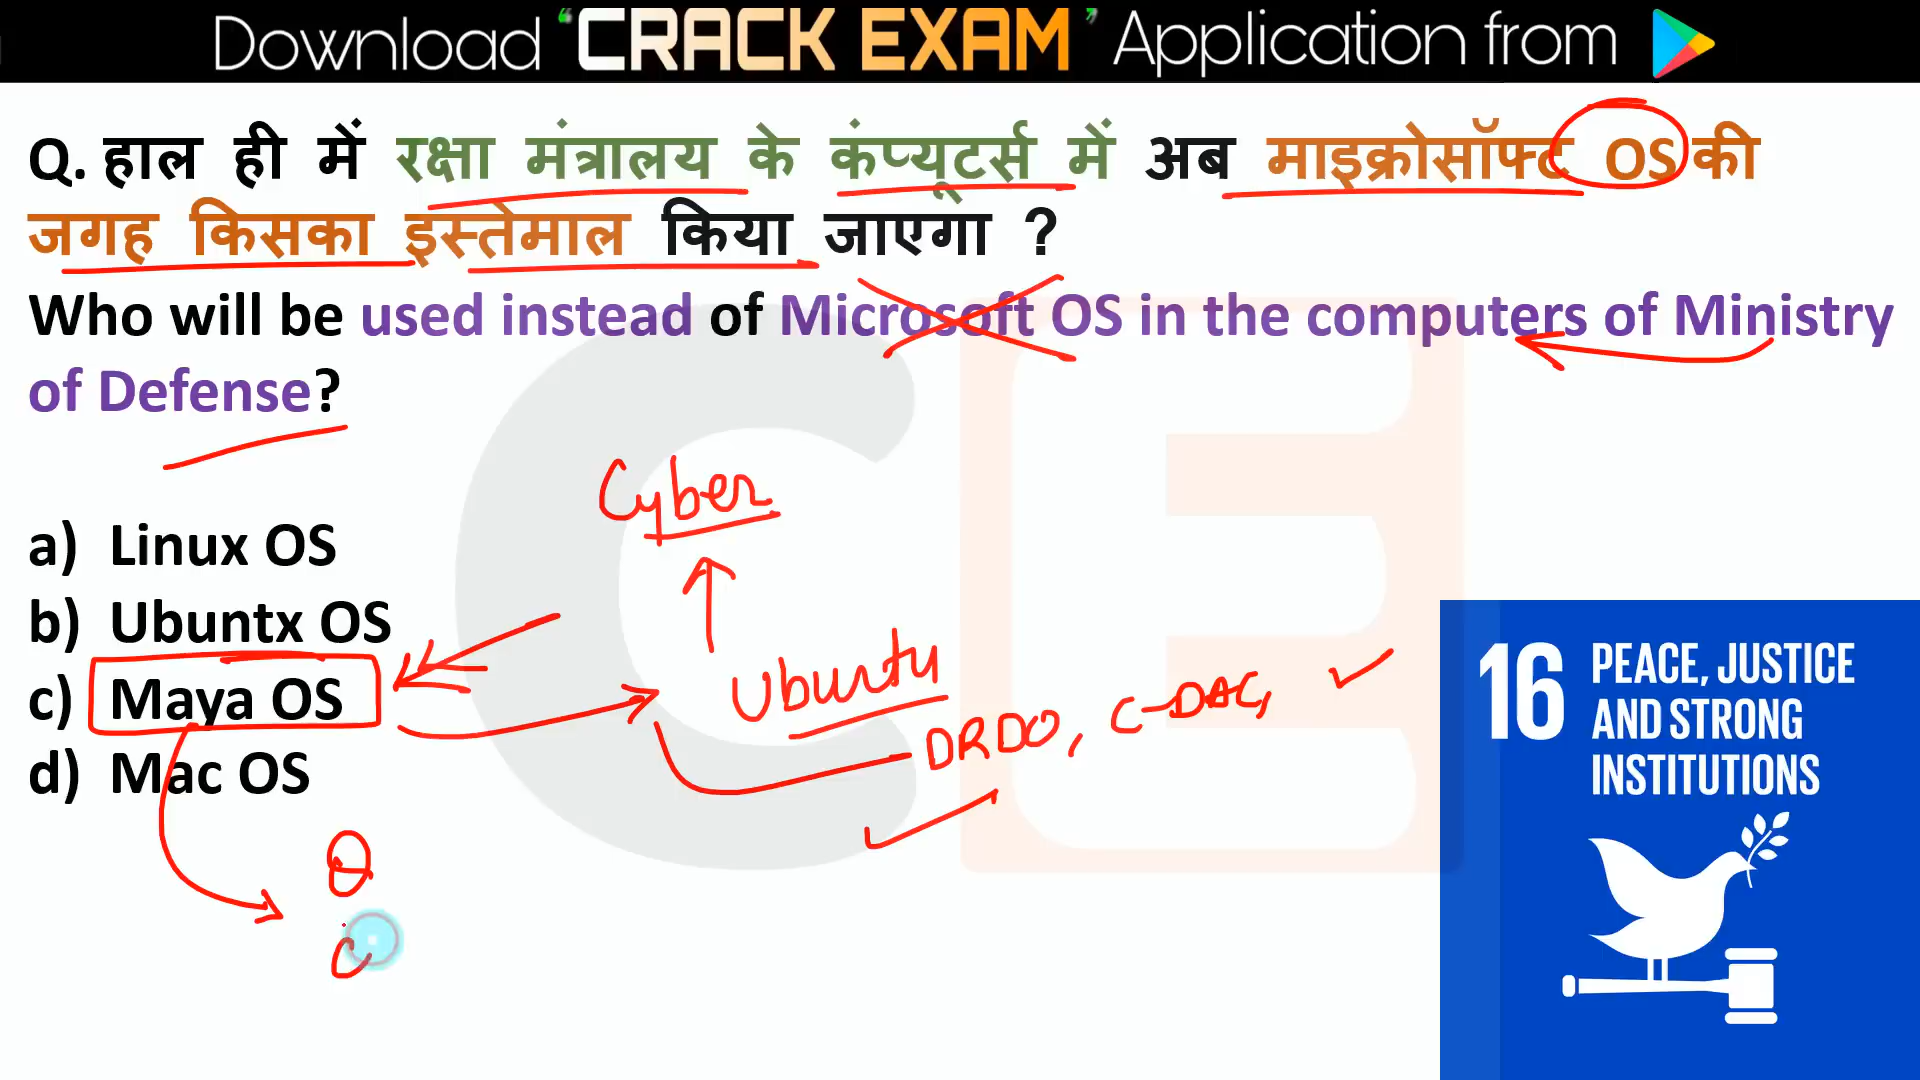 Download ‘CRACK EXAM’ Application from
Q. हाल ही में रक्षा मंत्रालय के कंप्यूटर्स में अब माइक्रोसॉफ्ट OS की
जगह किसका इस्तेमाल किया जाएगा ?
Who will be used instead of Microsoft OS in the computers of Ministry
of Defense?
Cyber
a) Linux OS
b) Ubuntx OS
c) Maya OS
Ubuntu
DRDO, C-DAC,
d) Mac OS
16 PEACE, JUSTICE
AND STRONG
INSTITUTIONS
CE